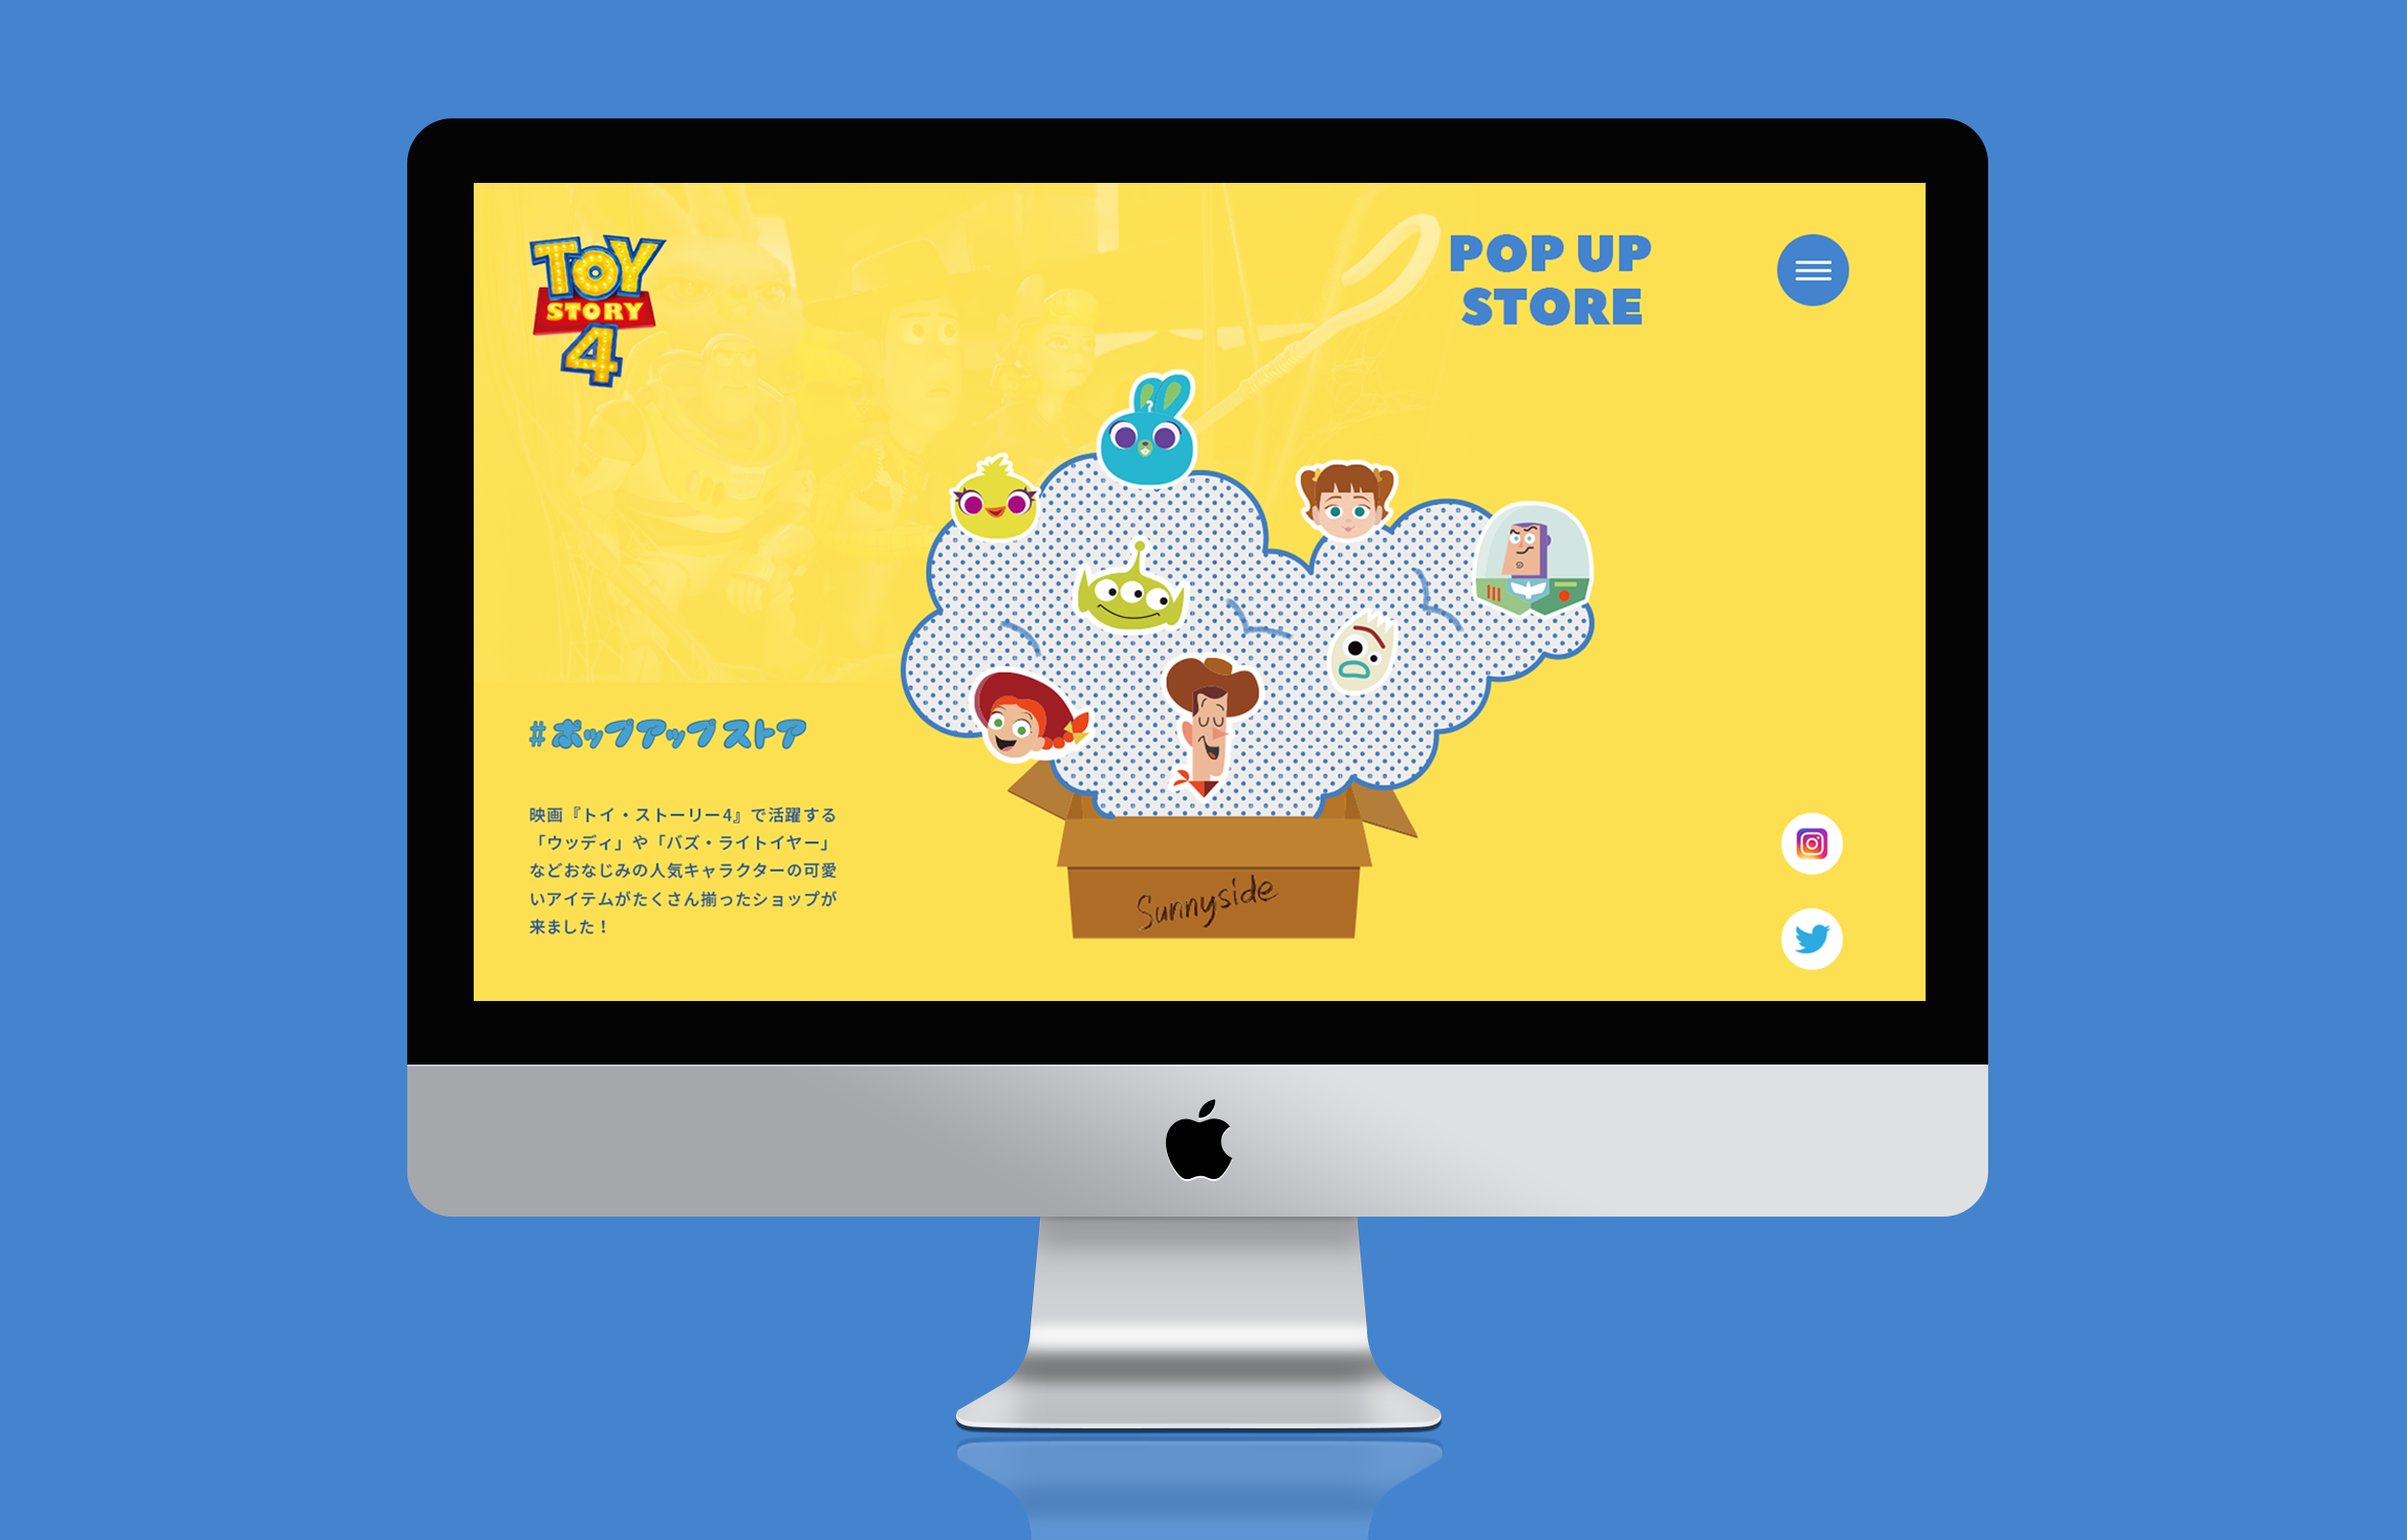 TOY
STORY
4
POP UP
STORE
#ポップアップストア
映画『トイ・ストーリー4』で活躍する
「ウッディ」や「バズ・ライトイヤー」
などおなじみの人気キャラクターの可愛
いアイテムがたくさん揃ったショップが
来ました！
Sunnyside